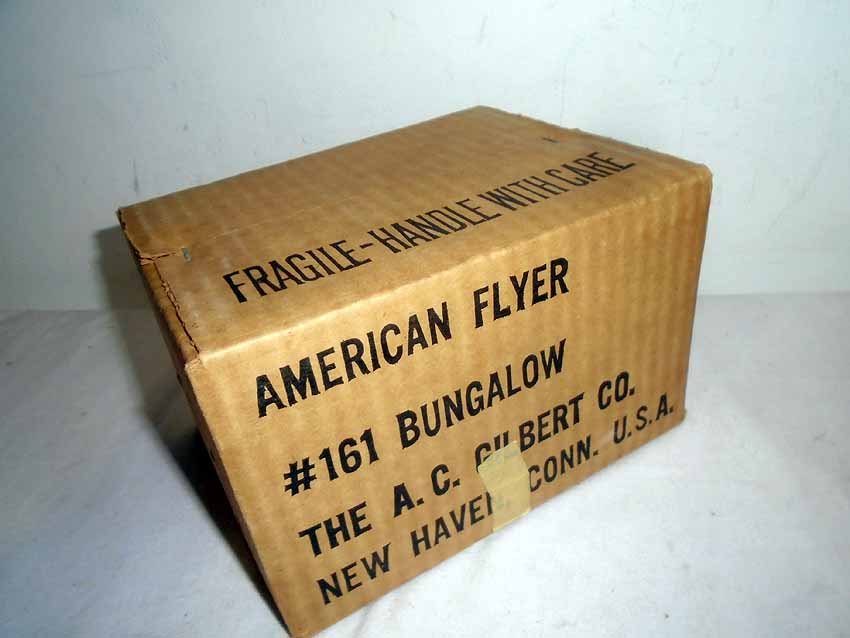 FRAGILE-HANDLE WITH CARE
AMERICAN FLYER
#161 BUNGALOW
THE A.C. GILBERT CO.
NEW HAVEN, CONN. U.S.A.